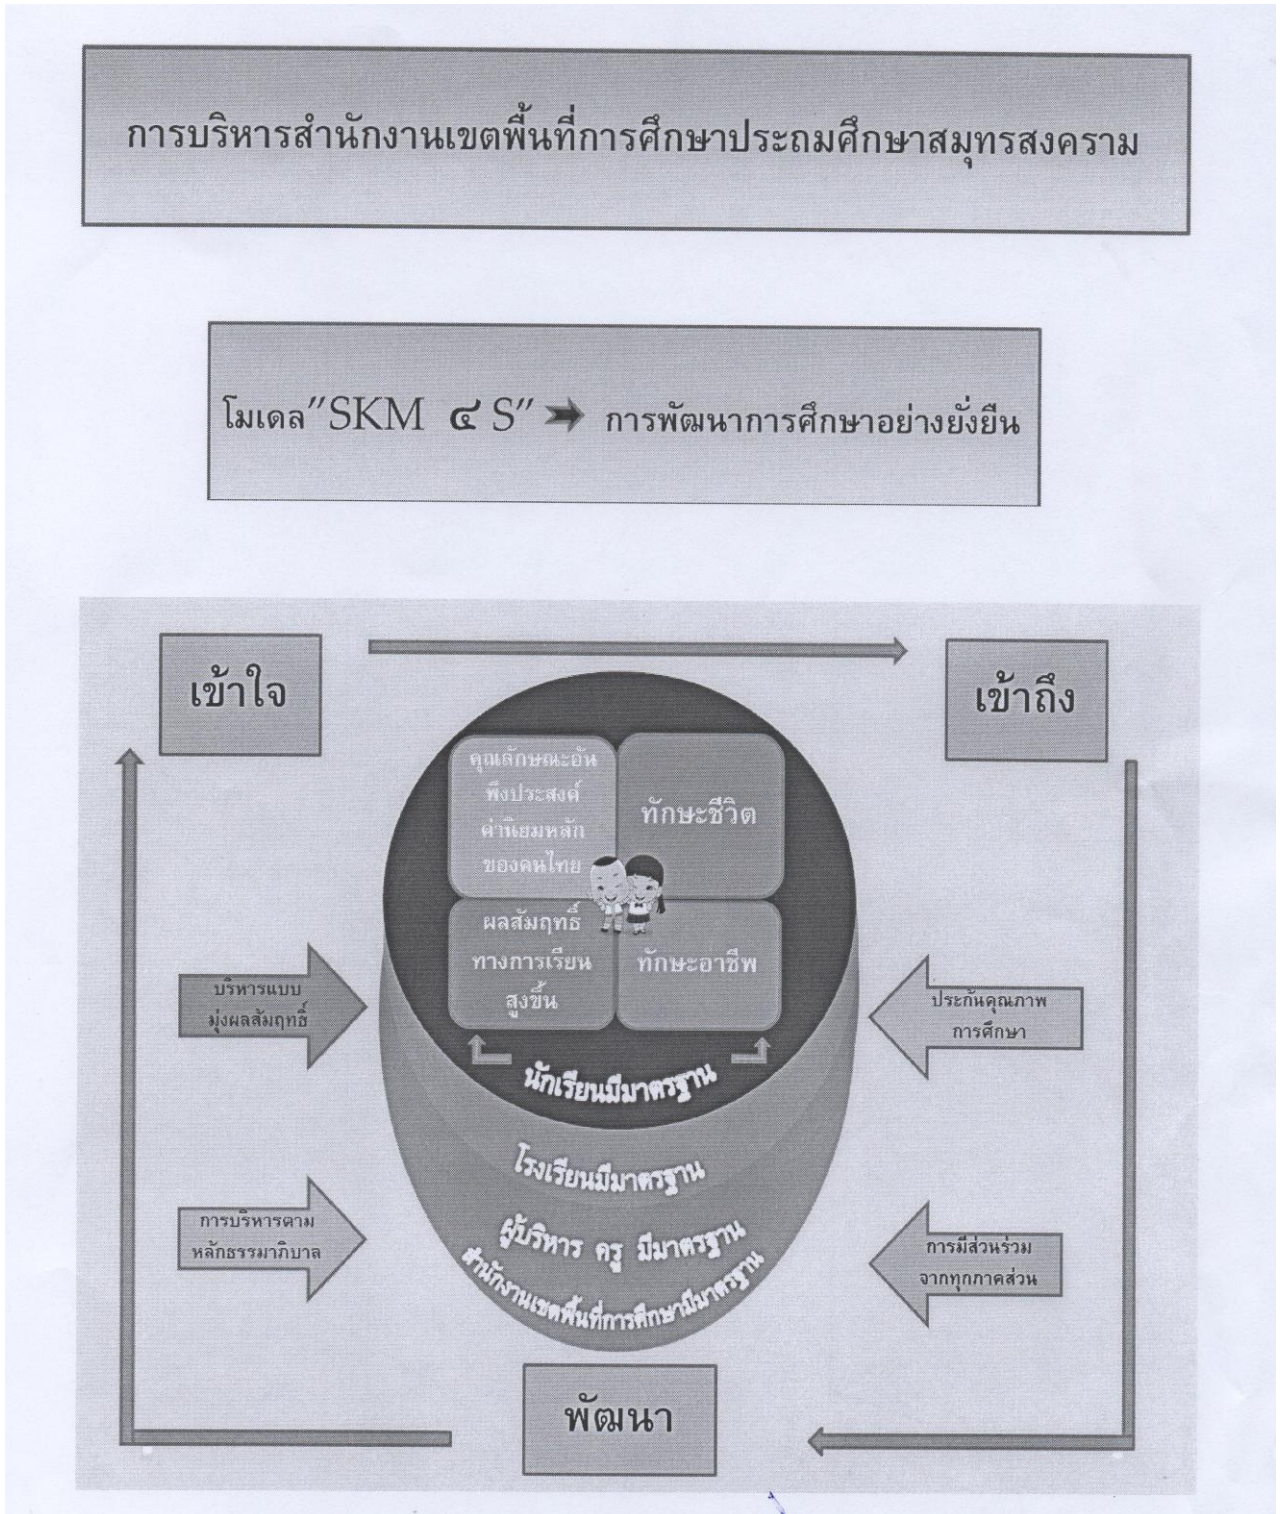 การบริหารสำนักงานเขตพื้นที่การศึกษาประถมศึกษาสมุทรสงคราม
โมเดล"SKM ๔ S" ➡ การพัฒนาการศึกษาอย่างยั่งยืน
เข้าใจ
เข้าถึง
คุณลักษณะอัน
พึงประสงค์
ค่านิยมหลัก
ของคนไทย
ทักษะชีวิต
ผลสัมฤทธิ์
ทางการเรียน
สูงขึ้น
ทักษะอาชีพ
บริหารแบบ
มุ่งผลสัมฤทธิ์
ประกันคุณภาพ
การศึกษา
นักเรียนมีมาตรฐาน
โรงเรียนมีมาตรฐาน
ผู้บริหาร ครู มีมาตรฐาน
สำนักงานเขตพื้นที่การศึกษามีมาตรฐาน
การบริหารตาม
หลักธรรมาภิบาล
การมีส่วนร่วม
จากทุกภาคส่วน
พัฒนา